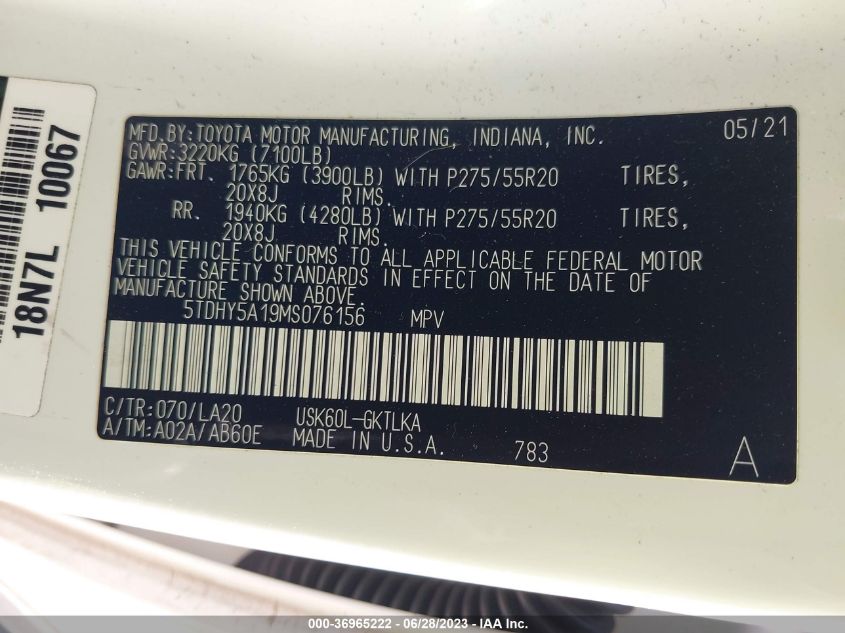 MFD.BY:TOYOTA MOTOR MANUFACTURING, INDIANA, INC. 05/21
GVWR:3220KG (7100LB)
GAWR:FRT. 1765KG (3900LB) WITH P275/55R20 TIRES,
20X8J RIMS.
RR. 1940KG (4280LB) WITH P275/55R20 TIRES,
20X8J RIMS.
THIS VEHICLE CONFORMS TO ALL APPLICABLE FEDERAL MOTOR
VEHICLE SAFETY STANDARDS IN EFFECT ON THE DATE OF
MANUFACTURE SHOWN ABOVE.
5TDHY5A19MS076156 MPV
C/TR:070/LA20 USK60L-GKTLKA
A/TM:A02A/AB60E MADE IN U.S.A. 783 A
18N7L 10067
000-36965222 - 06/28/2023 - IAA Inc.